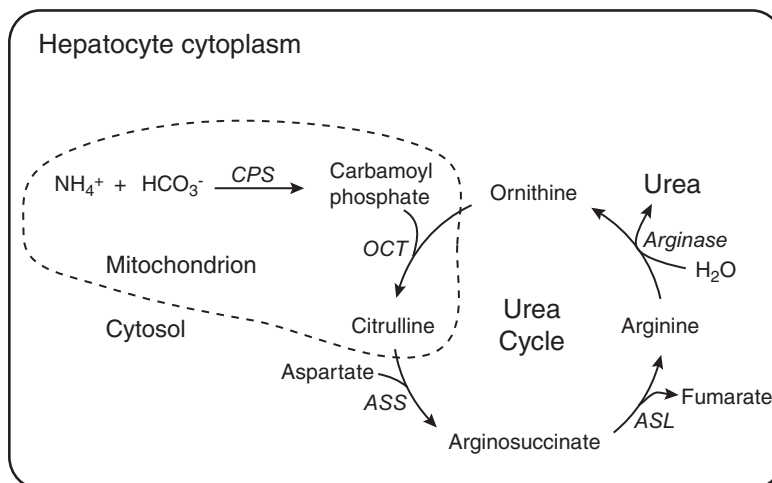 Hepatocyte cytoplasm
NH₄⁺ + HCO₃⁻
CPS
Carbamoyl
phosphate
Ornithine
Urea
OCT
Arginase
H₂O
Mitochondrion
Cytosol
Citrulline
Urea
Cycle
Arginine
Aspartate
ASS
Arginosuccinate
ASL
Fumarate